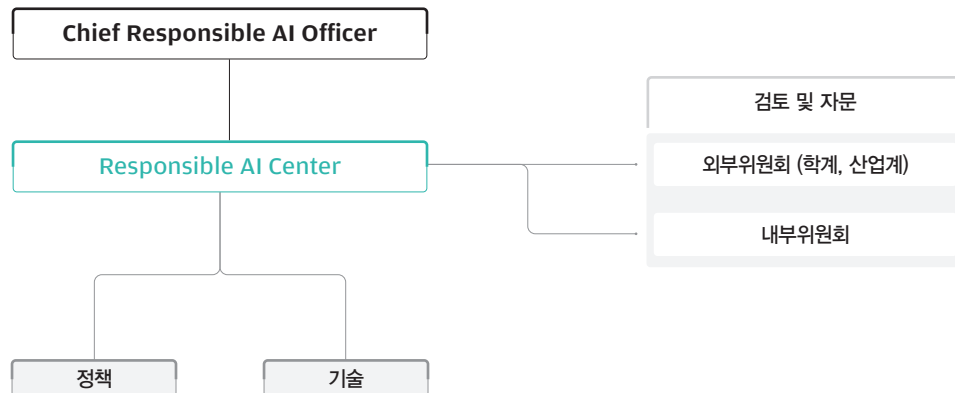 Chief Responsible AI Officer
검토 및 자문
Responsible AI Center
외부위원회 (학계, 산업계)
내부위원회
정책
기술